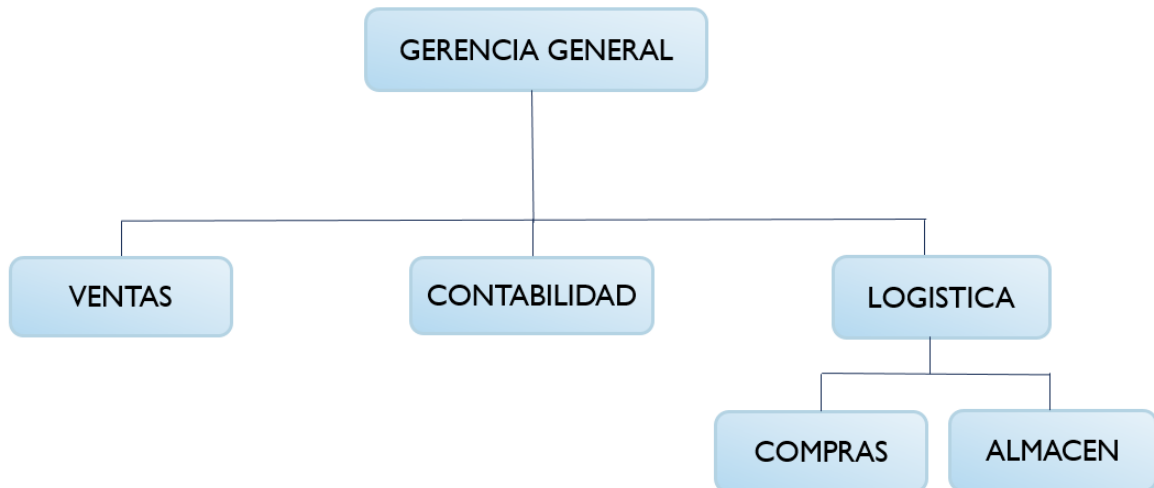 GERENCIA GENERAL
VENTAS
CONTABILIDAD
LOGISTICA
COMPRAS
ALMACEN